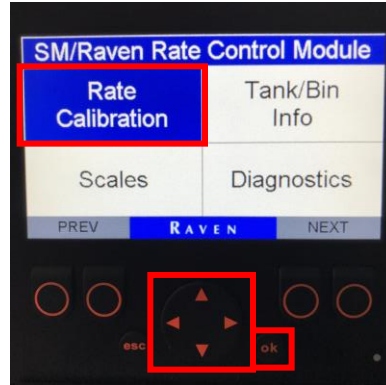 SM/Raven Rate Control Module
Rate Calibration
Tank/Bin Info
Scales
Diagnostics
PREV
RAVEN
NEXT
esc
ok